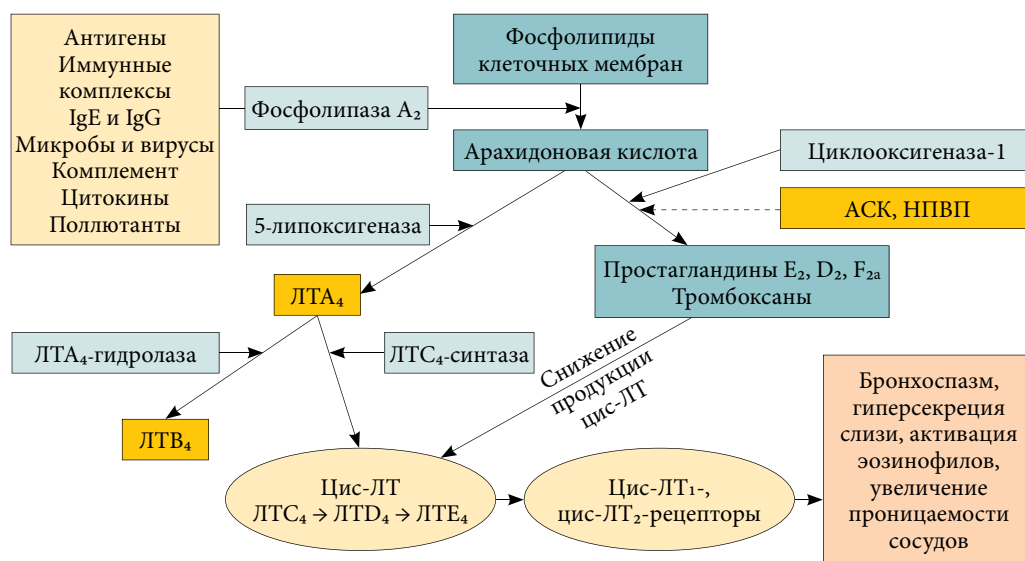 Антигены
Иммунные
комплексы
IgE и IgG
Микробы и вирусы
Комплемент
Цитокины
Поллютанты
Фосфолипаза A₂
Фосфолипиды
клеточных мембран
Арахидоновая кислота
Циклооксигеназа-1
АСК, НПВП
5-липоксигеназа
Простагландины E₂, D₂, F₂ₐ
Тромбоксаны
ЛТА₄
ЛТА₄-гидролаза
ЛТС₄-синтаза
Снижение
продукции
цис-ЛТ
ЛТВ₄
Цис-ЛТ
ЛТС₄ → ЛТD₄ → ЛТЕ₄
Цис-ЛТ₁-,
цис-ЛТ₂-рецепторы
Бронхоспазм,
гиперсекреция
слизи, активация
эозинофилов,
увеличение
проницаемости
сосудов